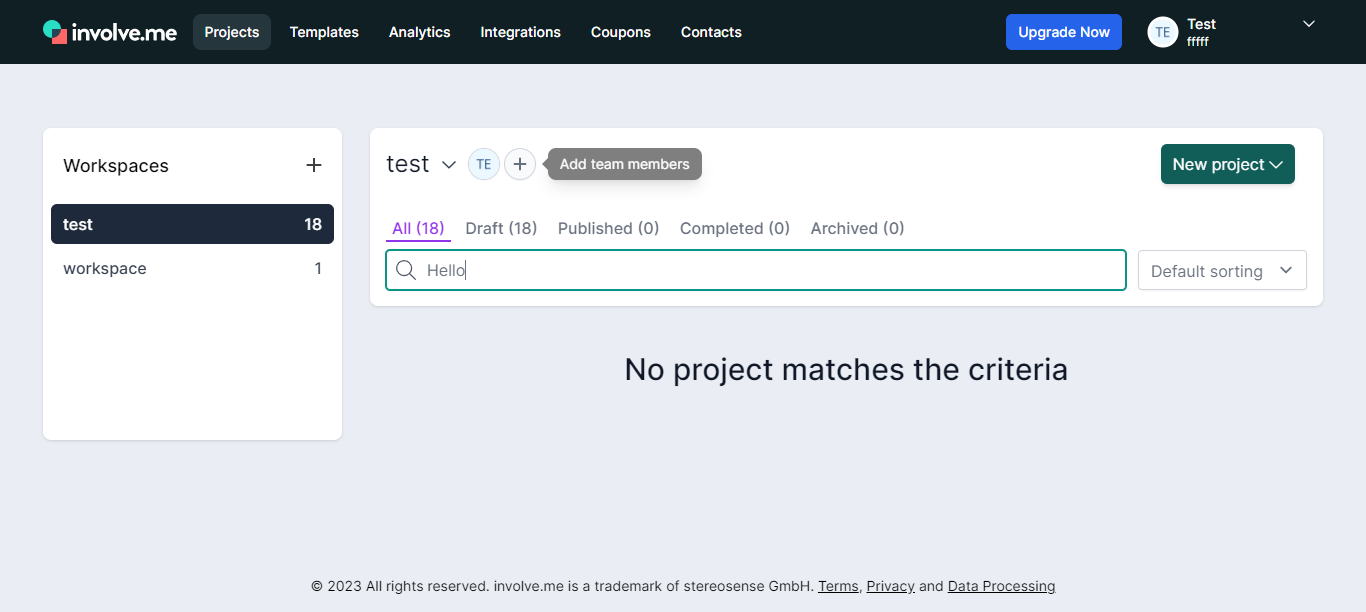 involve.me Projects Templates Analytics Integrations Coupons Contacts Upgrade Now TE Test
fffff
Workspaces
test 18
workspace 1
test TE Add team members New project
All (18) Draft (18) Published (0) Completed (0) Archived (0)
Hello Default sorting
No project matches the criteria
© 2023 All rights reserved. involve.me is a trademark of stereosense GmbH. Terms, Privacy and Data Processing